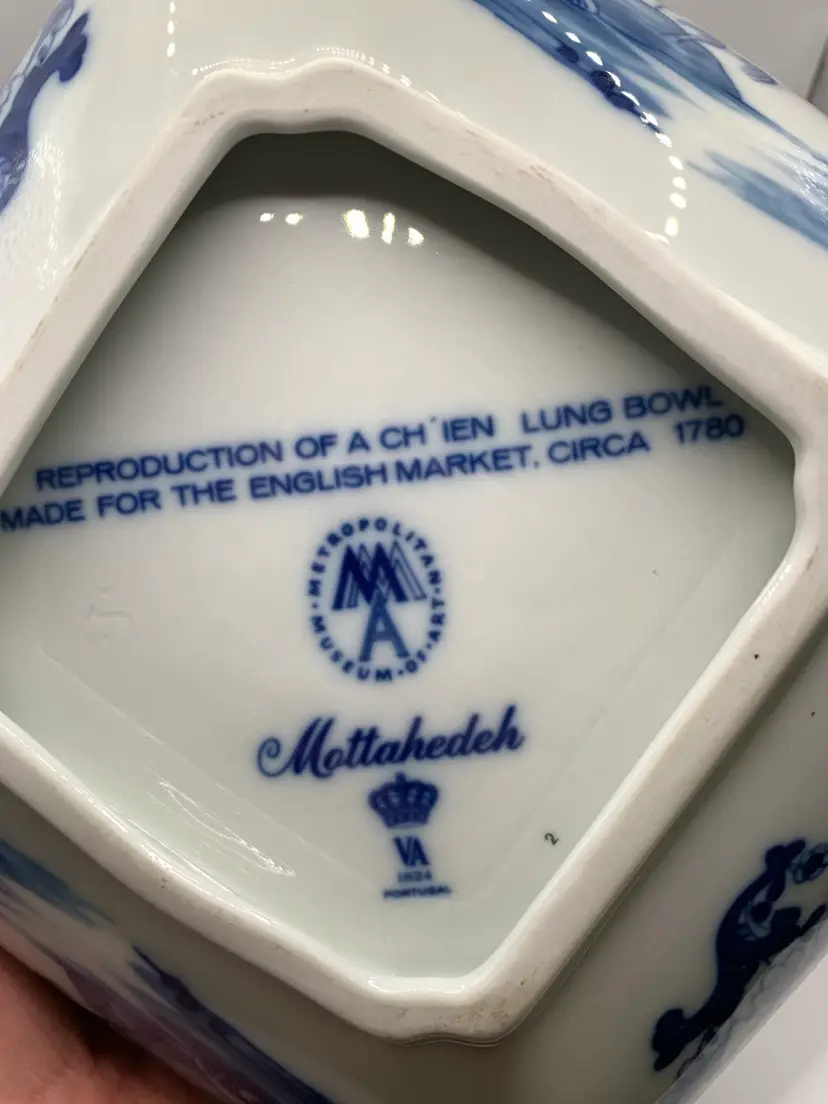 REPRODUCTION OF A CH´IEN LUNG BOWL
MADE FOR THE ENGLISH MARKET, CIRCA 1780
METROPOLITAN · MUSEUM · OF · ART ·
MMA
Mottahedeh
VA
1824
PORTUGAL
2